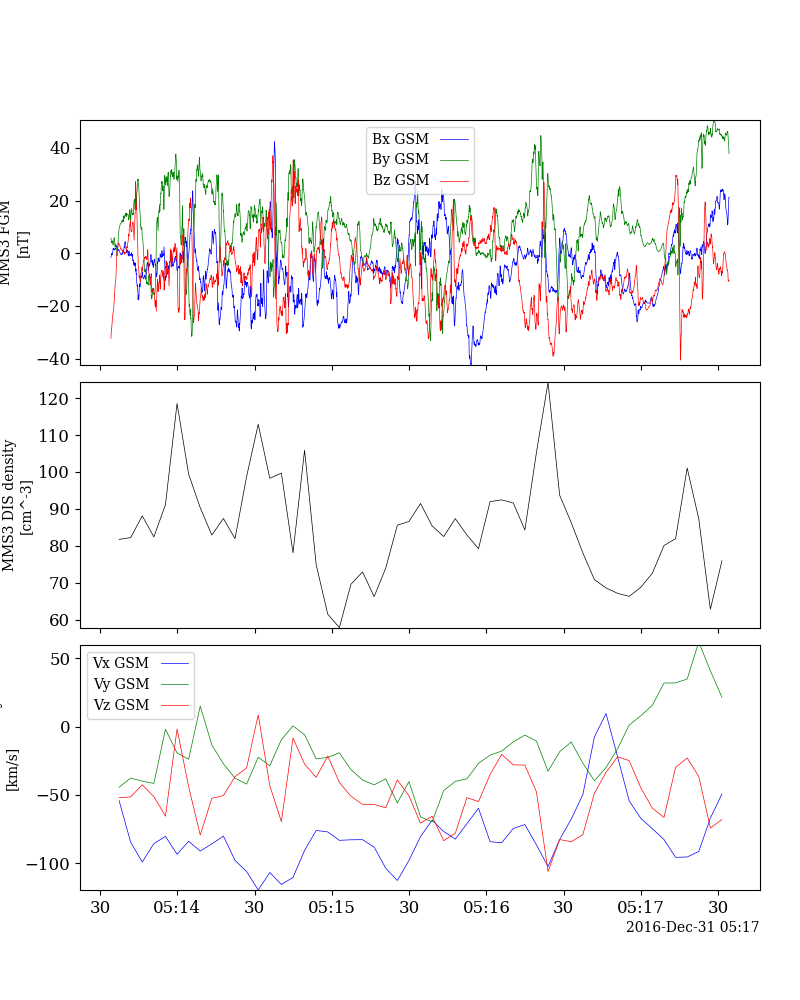 Bx GSM
By GSM
Bz GSM
40
20
0
−20
−40
MMS3 FGM
[nT]
120
110
100
90
80
70
60
MMS3 DIS density
[cm^-3]
Vx GSM
Vy GSM
Vz GSM
50
0
−50
−100
[km/s]
30 05:14 30 05:15 30 05:16 30 05:17 30
2016-Dec-31 05:17